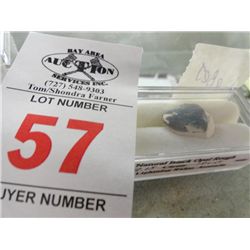 BAY AREA
AUCTION
SERVICES INC.
(727) 548-9303
Tom/Shondra Farner
LOT NUMBER
57
UYER NUMBER
Natural Black Opal Rough